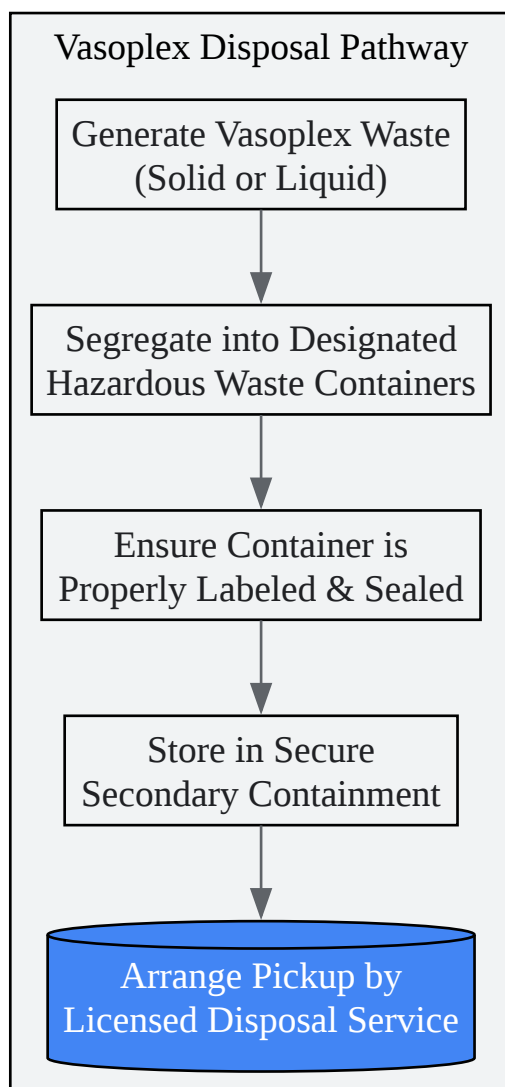 Vasoplex Disposal Pathway
Generate Vasoplex Waste
(Solid or Liquid)
Segregate into Designated
Hazardous Waste Containers
Ensure Container is
Properly Labeled & Sealed
Store in Secure
Secondary Containment
Arrange Pickup by
Licensed Disposal Service